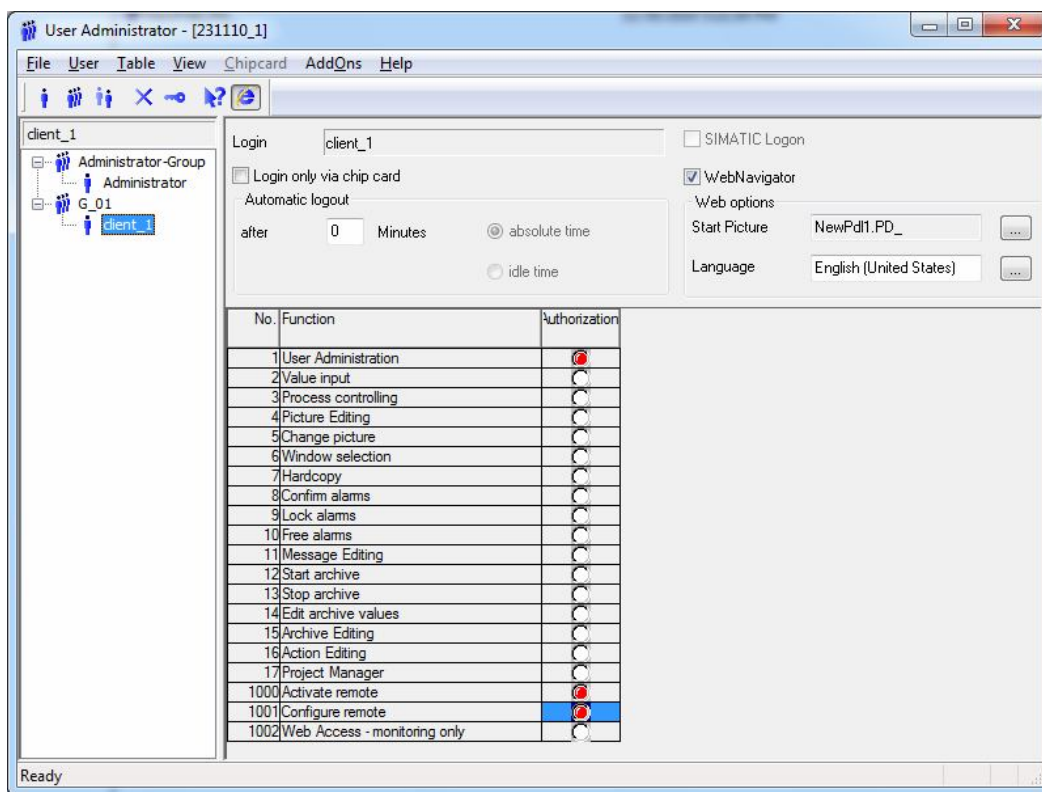 User Administrator - [231110_1]
File User Table View Chipcard AddOns Help
client_1
Administrator-Group
Administrator
G_01
client_1
Login client_1
Login only via chip card
Automatic logout
after 0 Minutes absolute time
idle time
SIMATIC Logon
WebNavigator
Web options
Start Picture NewPdl1.PD_ ...
Language English (United States) ...
No. Function Authorization
1 User Administration
2 Value input
3 Process controlling
4 Picture Editing
5 Change picture
6 Window selection
7 Hardcopy
8 Confirm alarms
9 Lock alarms
10 Free alarms
11 Message Editing
12 Start archive
13 Stop archive
14 Edit archive values
15 Archive Editing
16 Action Editing
17 Project Manager
1000 Activate remote
1001 Configure remote
1002 Web Access - monitoring only
Ready